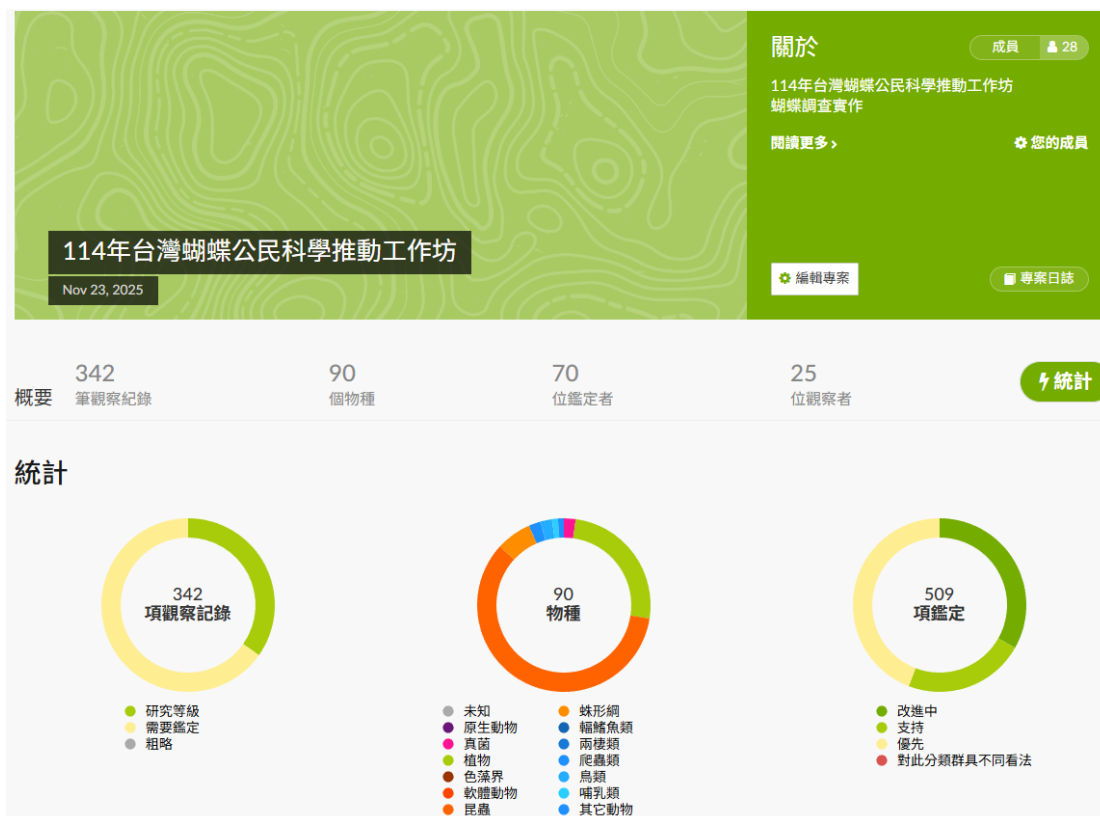 關於
成員 28
114年台灣蝴蝶公民科學推動工作坊
蝴蝶調查實作
閱讀更多 ›
您的成員
114年台灣蝴蝶公民科學推動工作坊
Nov 23, 2025
編輯專案
專案日誌
概要
342
筆觀察紀錄
90
個物種
70
位鑑定者
25
位觀察者
統計
統計
342
項觀察記錄
研究等級
需要鑑定
粗略
90
物種
未知
原生動物
真菌
植物
色藻界
軟體動物
昆蟲
蛛形綱
輻鰭魚類
兩棲類
爬蟲類
鳥類
哺乳類
其它動物
509
項鑑定
改進中
支持
優先
對此分類群具不同看法